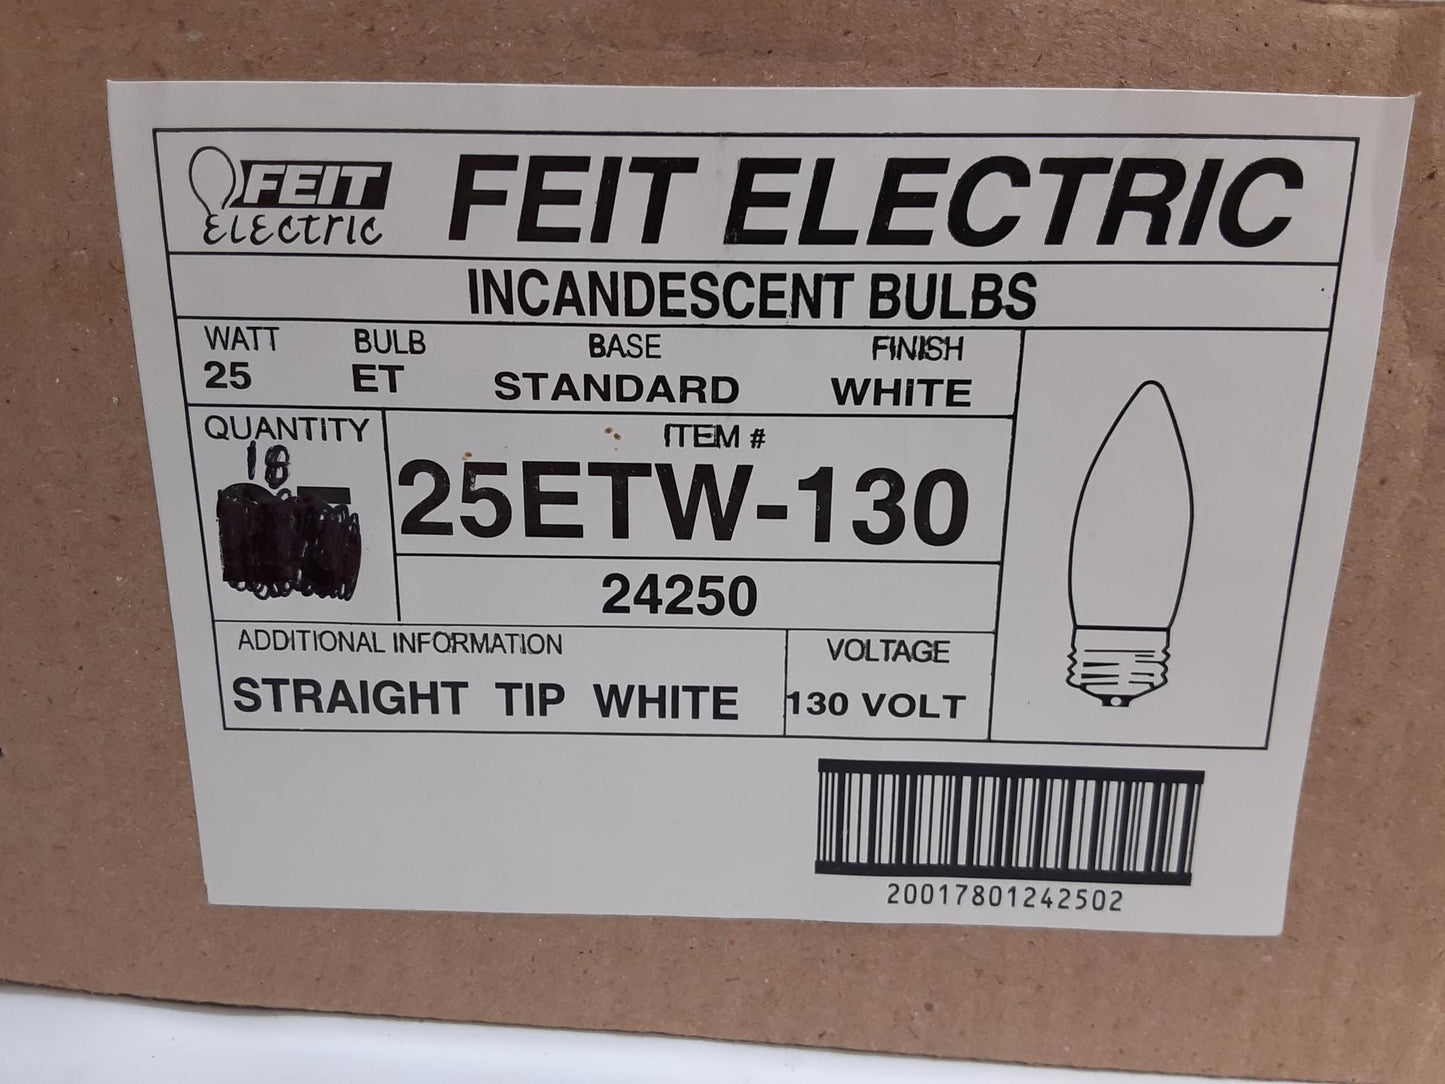 FEIT
Electric
FEIT ELECTRIC
INCANDESCENT BULBS
WATT BULB BASE FINISH
25 ET STANDARD WHITE
QUANTITY
18
ITEM #
25ETW-130
24250
ADDITIONAL INFORMATION
STRAIGHT TIP WHITE
VOLTAGE
130 VOLT
20017801242502